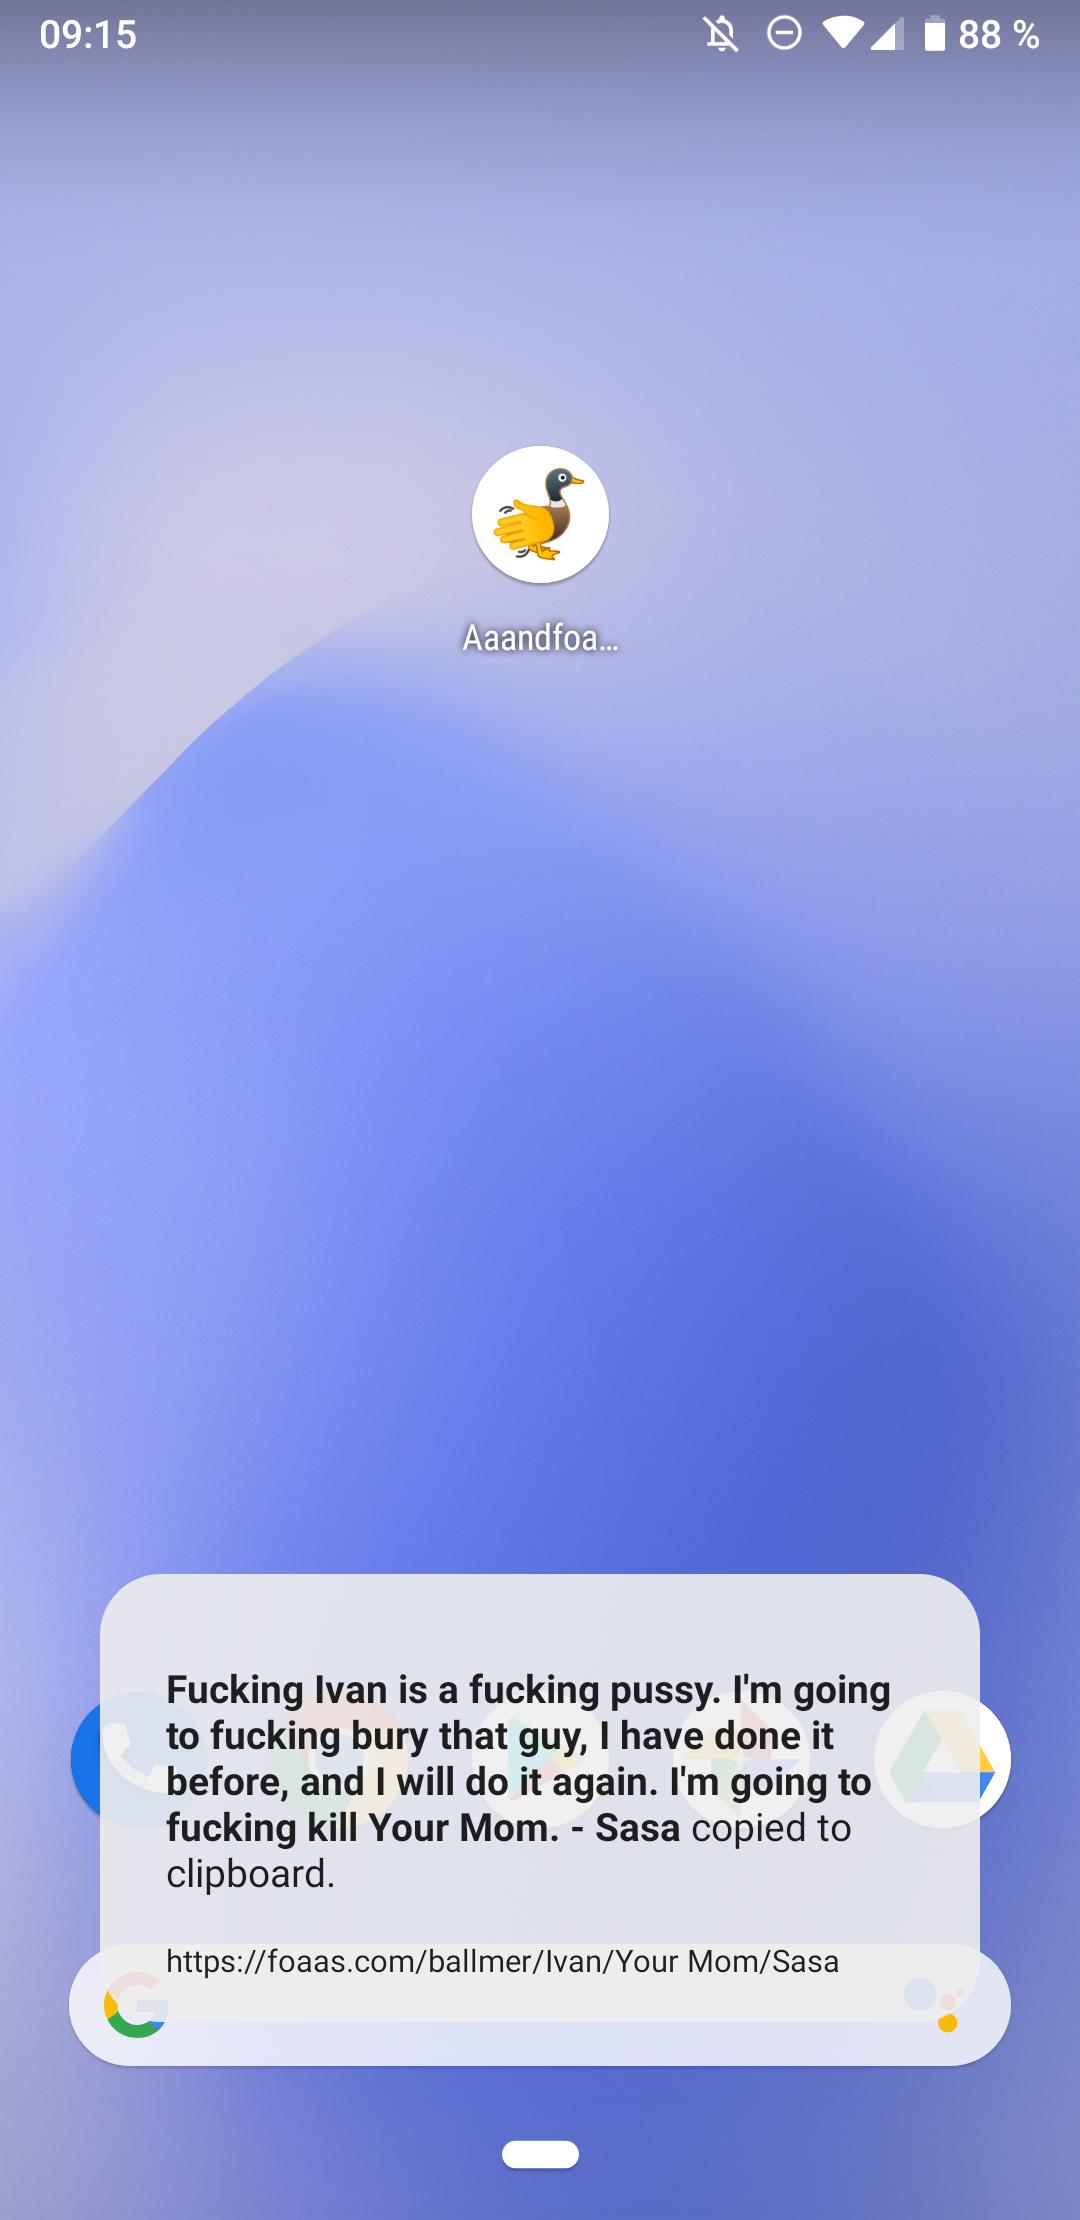 09:15 88 %
Aaandfoa…
Fucking Ivan is a fucking pussy. I'm going
to fucking bury that guy, I have done it
before, and I will do it again. I'm going to
fucking kill Your Mom. - Sasa copied to
clipboard.
https://foaas.com/ballmer/Ivan/Your Mom/Sasa